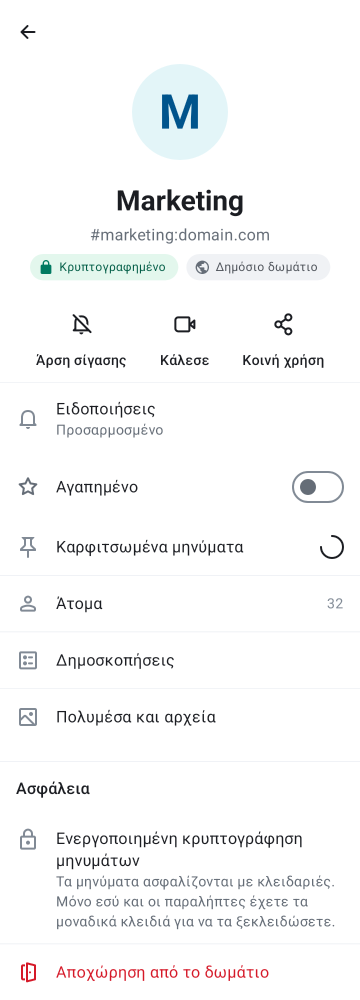 M
Marketing
#marketing:domain.com
Κρυπτογραφημένο Δημόσιο δωμάτιο
Άρση σίγασης Κάλεσε Κοινή χρήση
Ειδοποιήσεις
Προσαρμοσμένο
Αγαπημένο
Καρφιτσωμένα μηνύματα
Άτομα 32
Δημοσκοπήσεις
Πολυμέσα και αρχεία
Ασφάλεια
Ενεργοποιημένη κρυπτογράφηση
μηνυμάτων
Τα μηνύματα ασφαλίζονται με κλειδαριές.
Μόνο εσύ και οι παραλήπτες έχετε τα
μοναδικά κλειδιά για να τα ξεκλειδώσετε.
Αποχώρηση από το δωμάτιο